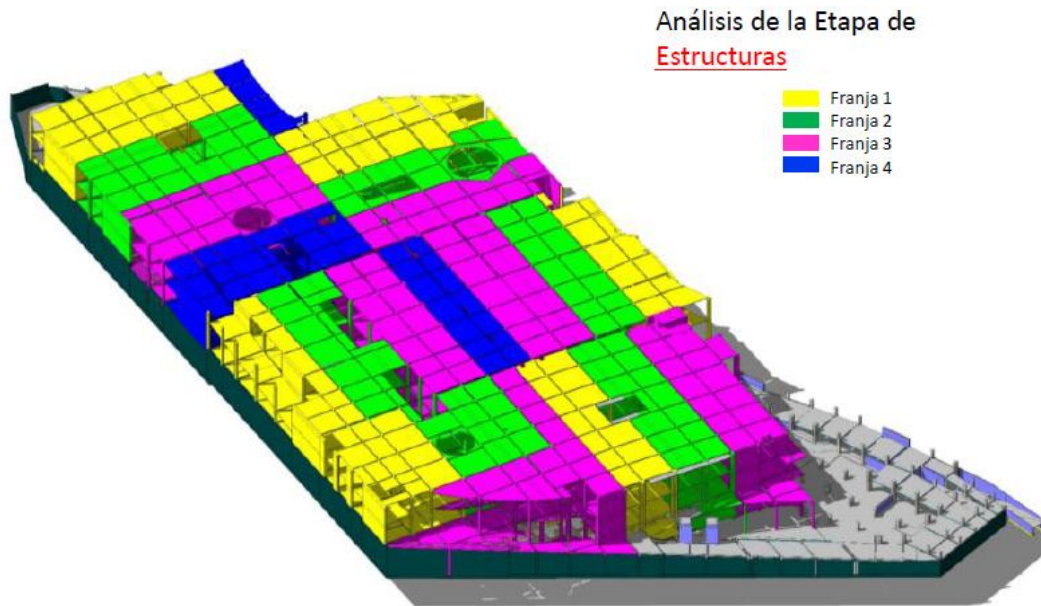 Análisis de la Etapa de
Estructuras
Franja 1
Franja 2
Franja 3
Franja 4